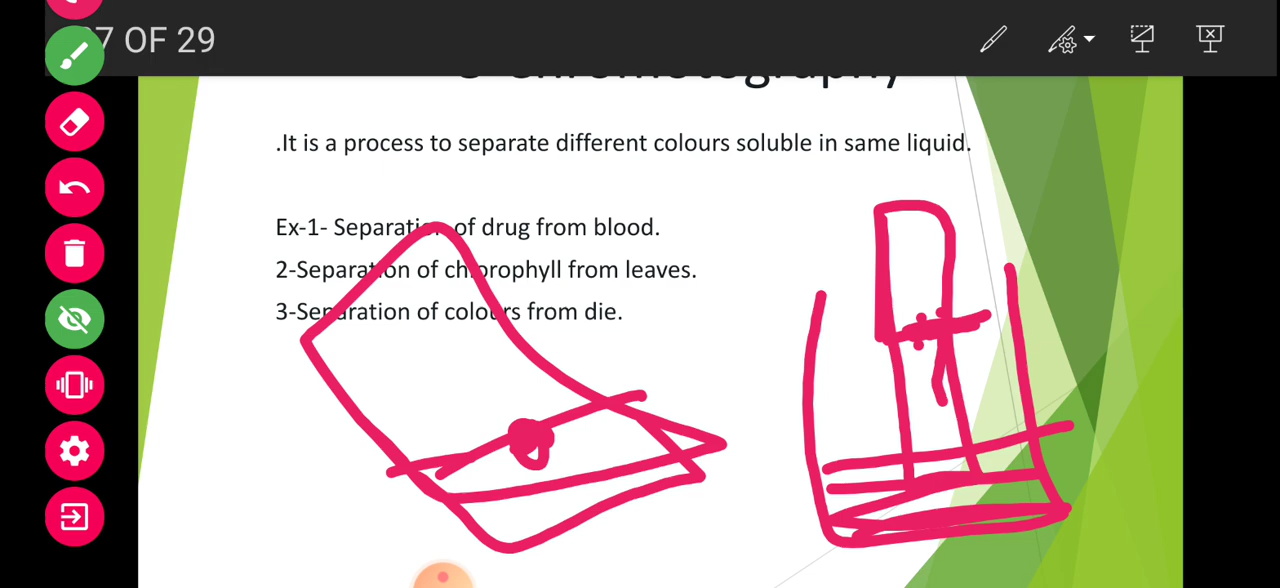 27 OF 29
Chromotography
.It is a process to separate different colours soluble in same liquid.
Ex-1- Separation of drug from blood.
2-Separation of chlorophyll from leaves.
3-Separation of colours from die.